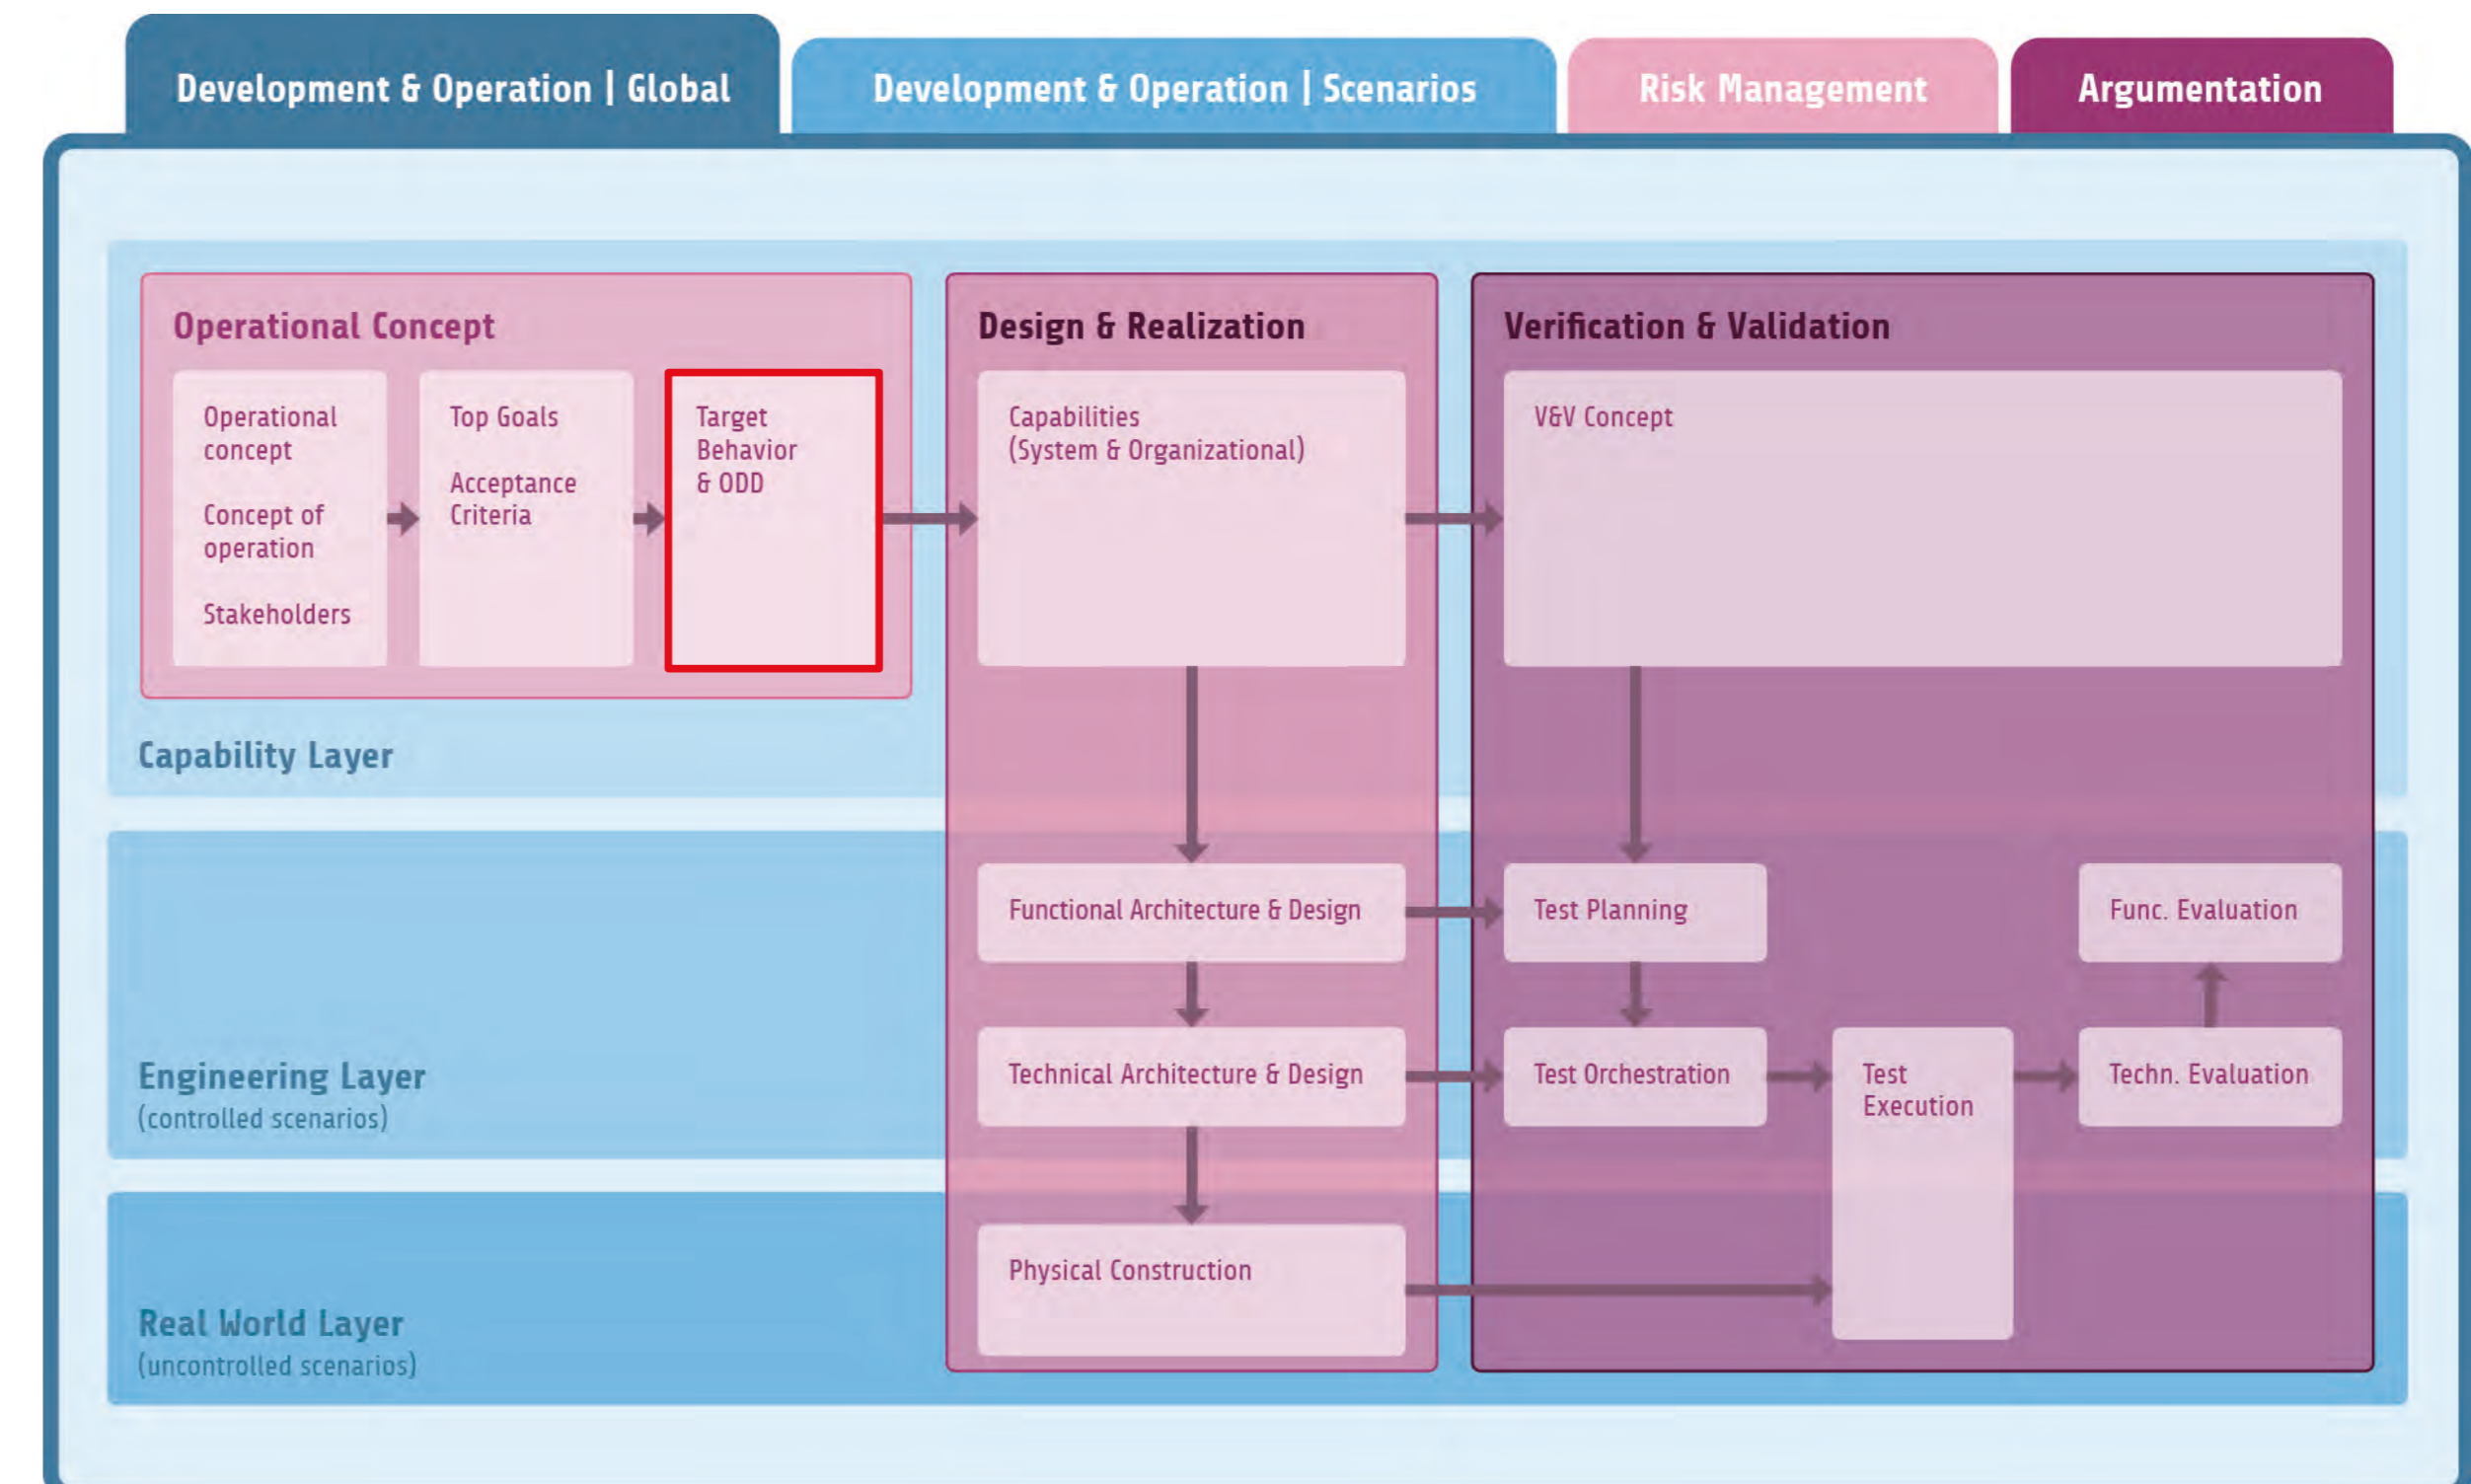 Development & Operation | Global
Development & Operation | Scenarios
Risk Management
Argumentation
Operational Concept
Operational
concept
Concept of
operation
Stakeholders
Top Goals
Acceptance
Criteria
Target
Behavior
& ODD
Capability Layer
Design & Realization
Capabilities
(System & Organizational)
Verification & Validation
V&V Concept
Engineering Layer
(controlled scenarios)
Functional Architecture & Design
Test Planning
Func. Evaluation
Technical Architecture & Design
Test Orchestration
Test
Execution
Techn. Evaluation
Real World Layer
(uncontrolled scenarios)
Physical Construction